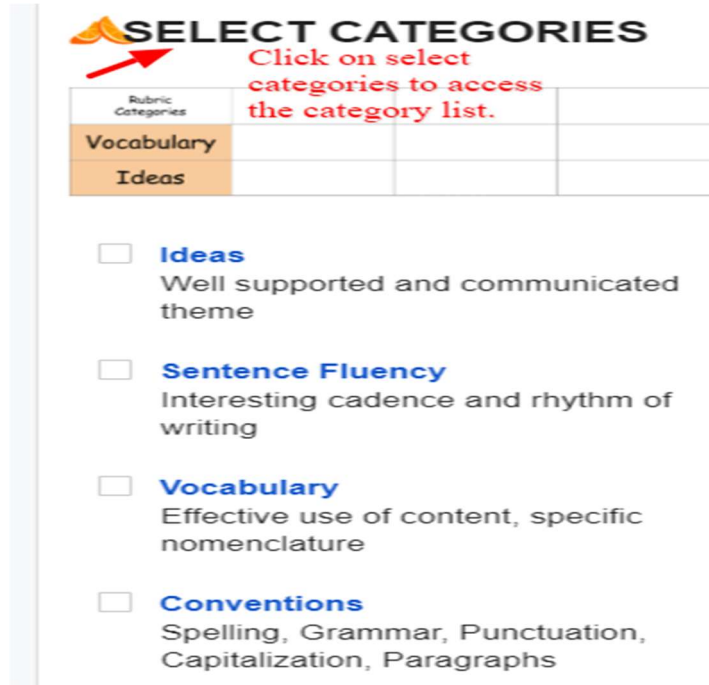 SELECT CATEGORIES
Click on select
categories to access
the category list.
Rubric
Categories
Vocabulary
Ideas
Ideas
Well supported and communicated
theme
Sentence Fluency
Interesting cadence and rhythm of
writing
Vocabulary
Effective use of content, specific
nomenclature
Conventions
Spelling, Grammar, Punctuation,
Capitalization, Paragraphs